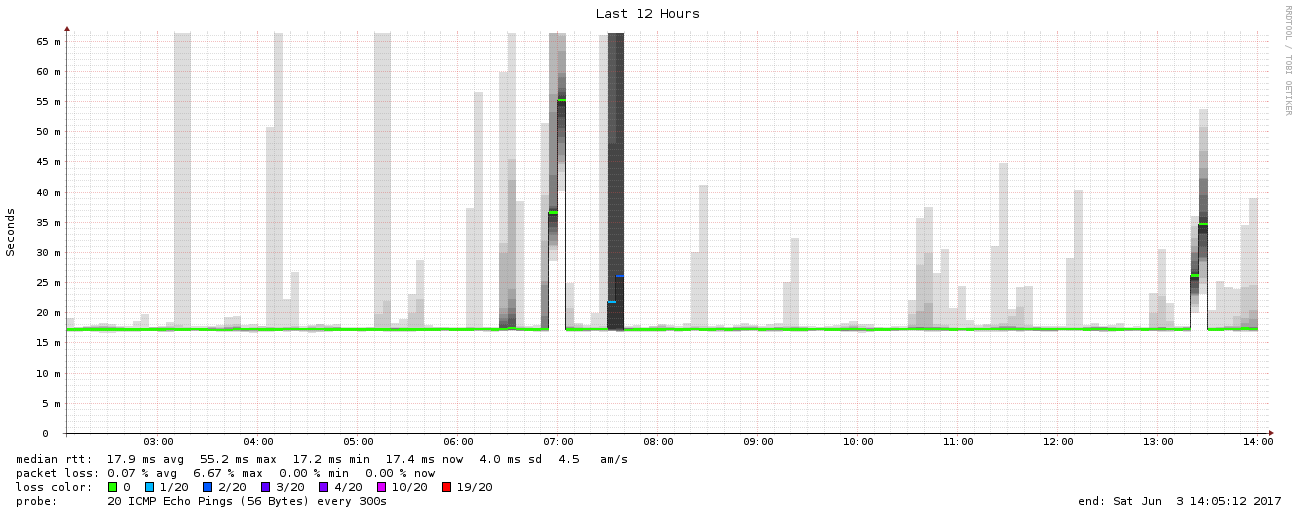 Last 12 Hours
RRDTOOL / TOBI OETIKER
Seconds
65 m
60 m
55 m
50 m
45 m
40 m
35 m
30 m
25 m
20 m
15 m
10 m
5 m
0
03:00 04:00 05:00 06:00 07:00 08:00 09:00 10:00 11:00 12:00 13:00 14:00
median rtt: 17.9 ms avg 55.2 ms max 17.2 ms min 17.4 ms now 4.0 ms sd 4.5 am/s
packet loss: 0.07 % avg 6.67 % max 0.00 % min 0.00 % now
loss color: 0 1/20 2/20 3/20 4/20 10/20 19/20
probe: 20 ICMP Echo Pings (56 Bytes) every 300s end: Sat Jun 3 14:05:12 2017